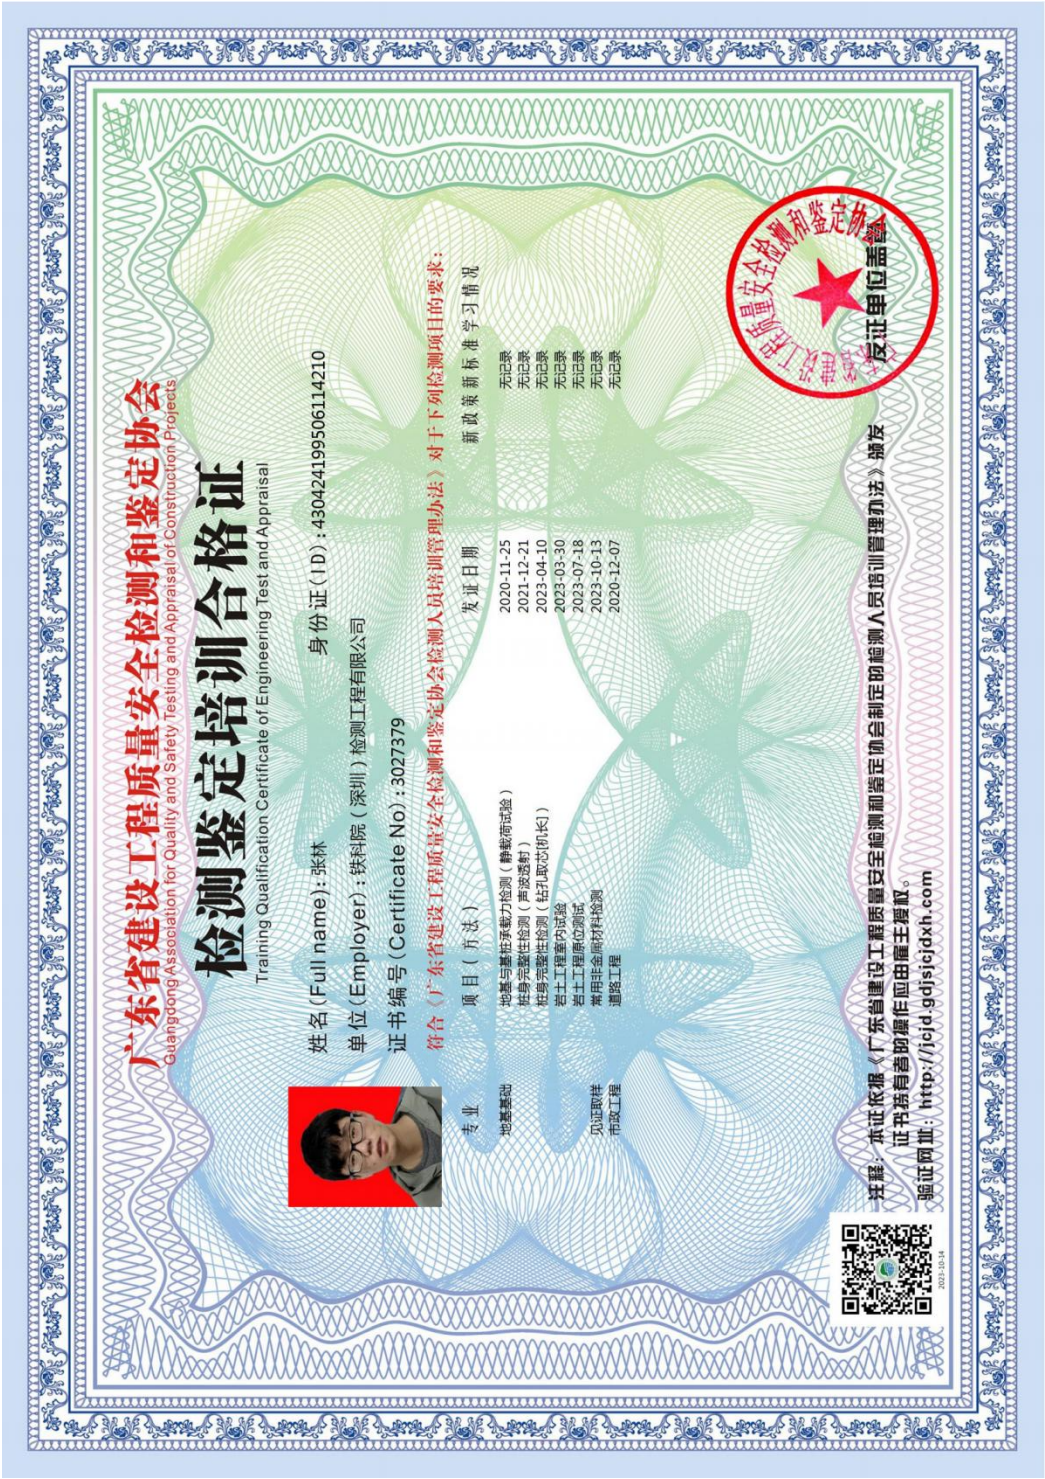 广东省建设工程质量安全检测和鉴定协会
Guangdong Association for Quality and Safety Testing and Appraisal of Construction Projects
检测鉴定培训合格证
Training Qualification Certificate of Engineering Test and Appraisal
姓名(Full name)：张林 身份证(ID)：430424199506114210
单位(Employer)：铁科院（深圳）检测工程有限公司
证书编号(Certificate No)：3027379
符合《广东省建设工程质量安全检测和鉴定协会检测人员培训管理办法》对于下列检测项目的要求：
专业 项目(方法) 发证日期 新政策新标准学习情况
地基基础 地基与基桩承载力检测（静载荷试验） 2020-11-25 无记录
桩身完整性检测（声波透射） 2021-12-21 无记录
桩身完整性检测（钻孔取芯[机长]） 2023-04-10 无记录
岩土工程室内试验 2023-03-30 无记录
岩土工程原位测试 2023-07-18 无记录
见证取样 常用非金属材料检测 2023-10-13 无记录
市政工程 道路工程 2020-12-07 无记录
广东省建设工程质量安全检测和鉴定协会
发证单位盖章
注释：本证依据《广东省建设工程质量安全检测和鉴定协会制定的检测人员培训管理办法》颁发
证书持有者的操作应由雇主授权。
验证网址：http://jcjd.gdjsjcjdxh.com
2023-10-14